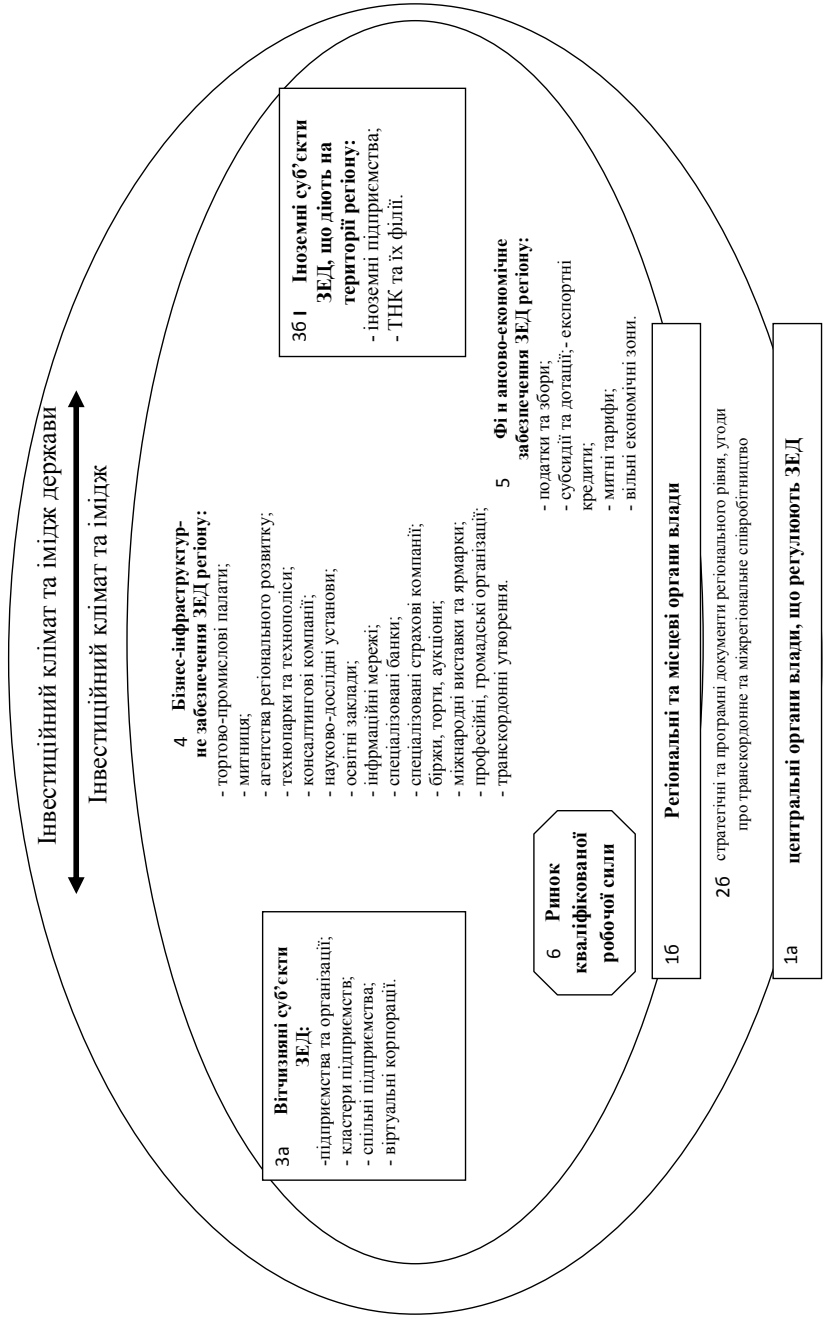 Інвестиційний клімат та імідж держави
Інвестиційний клімат та імідж
3а Вітчизняні суб’єкти
ЗЕД:
-підприємства та організації;
- кластери підприємств;
- спільні підприємства;
- віртуальні корпорації.
4 Бізнес-інфраструктур-
не забезпечення ЗЕД регіону:
- торгово-промислові палати;
- митниця;
- агентства регіонального розвитку;
- технопарки та технополіси;
- консалтингові компанії;
- науково-дослідні установи;
- освітні заклади;
- інфрмаційні мережі;
- спеціалізовані банки;
- спеціалізовані страхові компанії;
- біржи, торги, аукціони;
- міжнародні виставки та ярмарки;
- професійні, громадські організації;
- транскордонні утворення.
3б І Іноземні суб’єкти
ЗЕД, що діють на
території регіону:
- іноземні підприємства;
- ТНК та їх філії.
5 Фі н ансово-економічне
забезпечення ЗЕД регіону:
- податки та збори;
- субсидії та дотації;- експортні
кредити;
- митні тарифи;
- вільні економічні зони.
6 Ринок
кваліфікованої
робочої сили
1б Регіональні та місцеві органи влади
2б стратегічні та програмні документи регіонального рівня, угоди
про транскордонне та міжрегіональне співробітництво
1а центральні органи влади, що регулюють ЗЕД